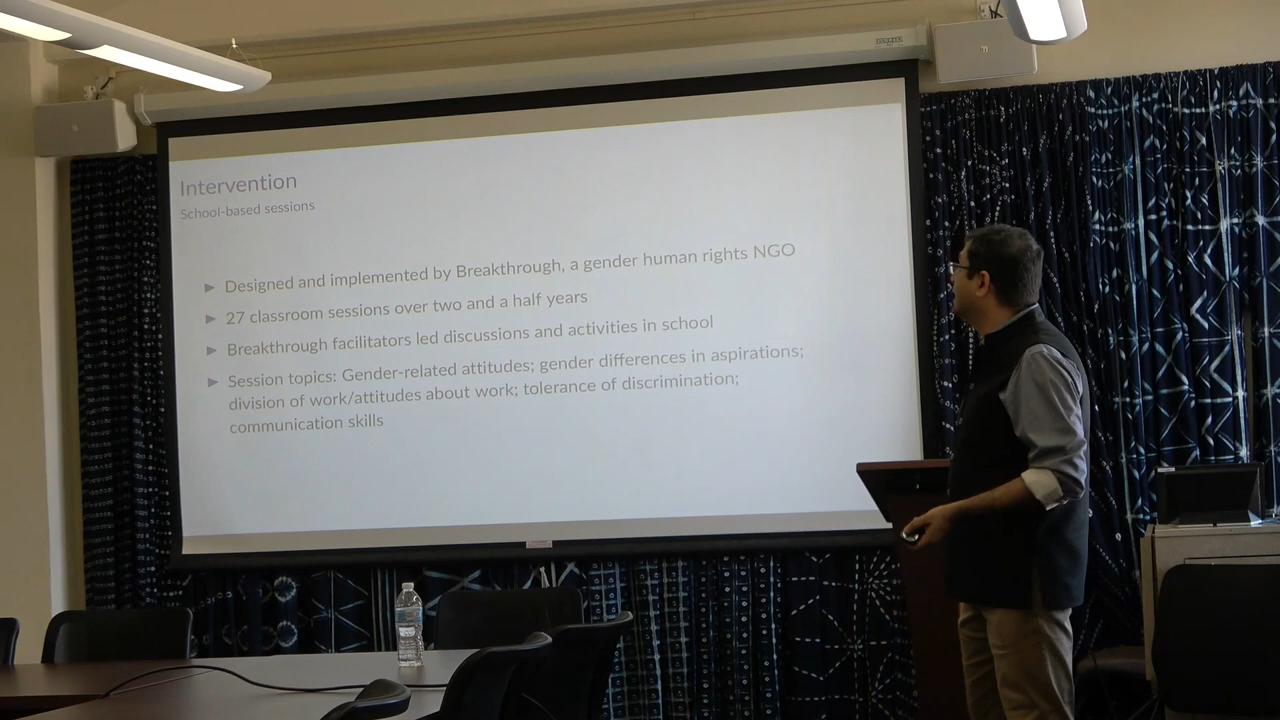 Intervention
School-based sessions
▶ Designed and implemented by Breakthrough, a gender human rights NGO
▶ 27 classroom sessions over two and a half years
▶ Breakthrough facilitators led discussions and activities in school
▶ Session topics: Gender-related attitudes; gender differences in aspirations;
division of work/attitudes about work; tolerance of discrimination;
communication skills